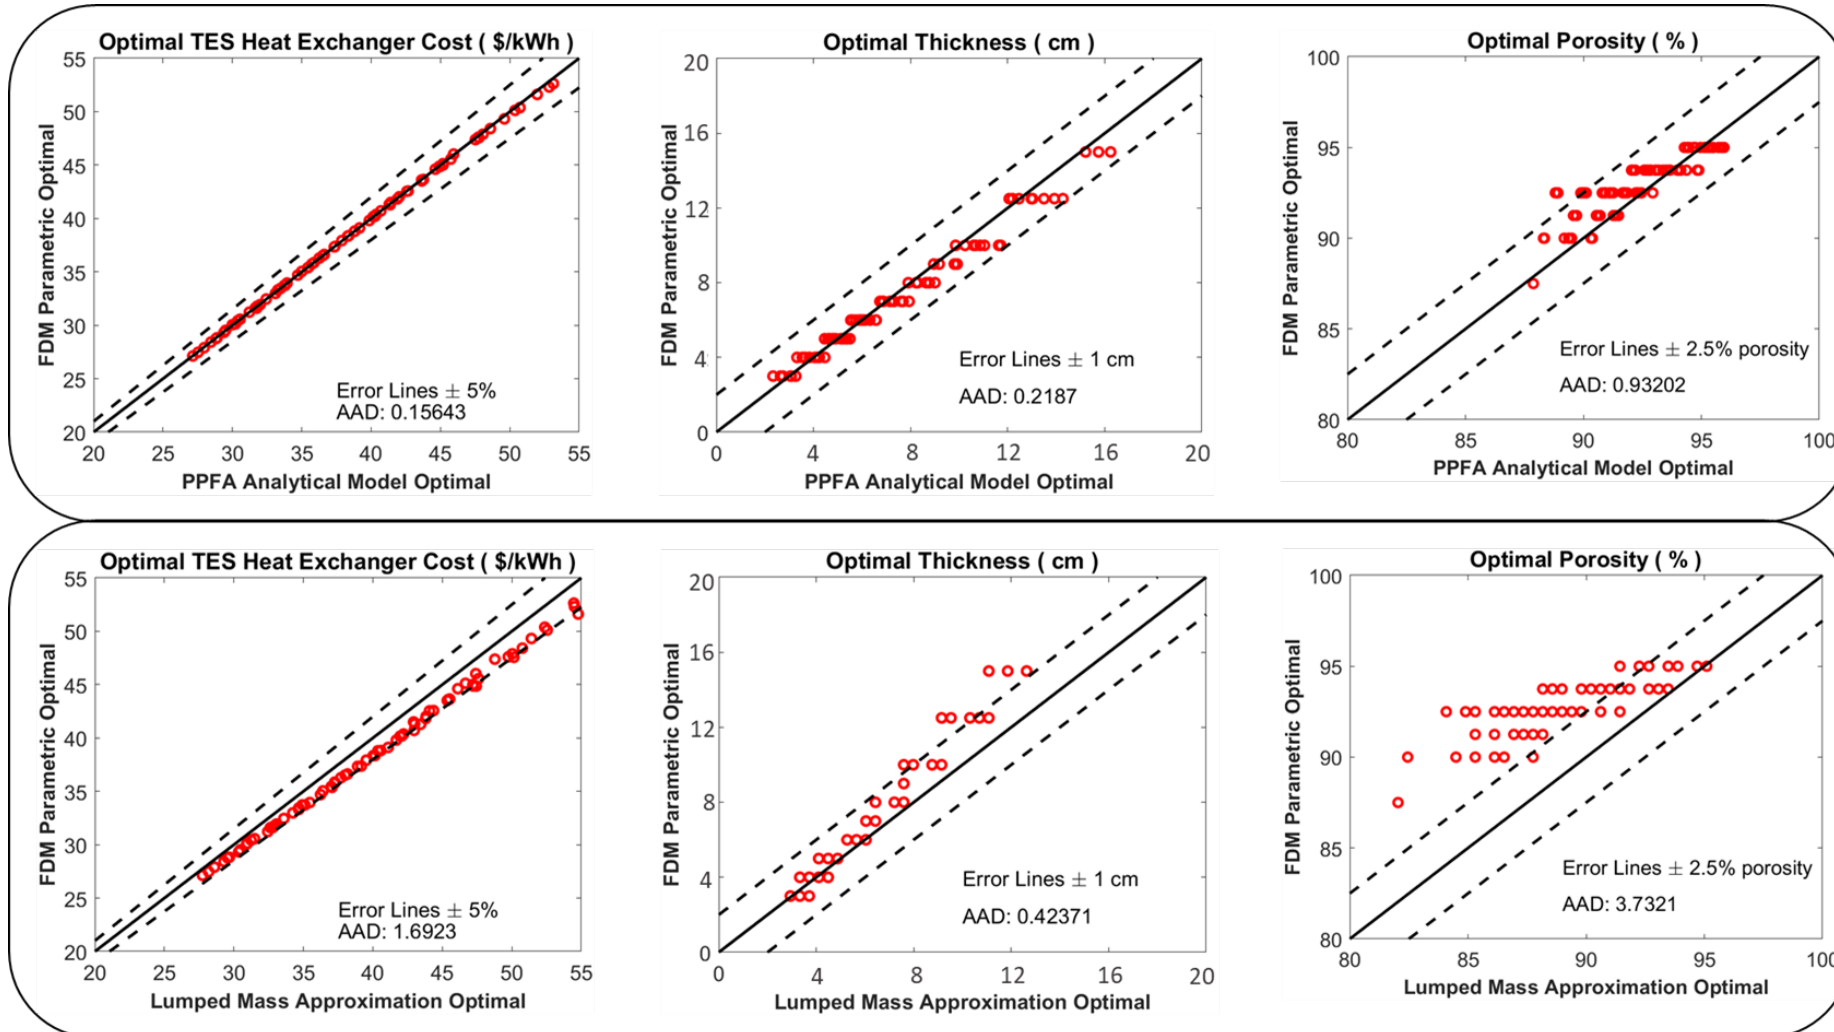 Optimal TES Heat Exchanger Cost ( $/kWh )
55
50
45
40
35
30
25
20
FDM Parametric Optimal
Error Lines ± 5%
AAD: 0.15643
20 25 30 35 40 45 50 55
PPFA Analytical Model Optimal
Optimal Thickness ( cm )
20
16
12
8
4
0
FDM Parametric Optimal
Error Lines ± 1 cm
AAD: 0.2187
0 4 8 12 16 20
PPFA Analytical Model Optimal
Optimal Porosity ( % )
100
95
90
85
80
FDM Parametric Optimal
Error Lines ± 2.5% porosity
AAD: 0.93202
80 85 90 95 100
PPFA Analytical Model Optimal
Optimal TES Heat Exchanger Cost ( $/kWh )
55
50
45
40
35
30
25
20
FDM Parametric Optimal
Error Lines ± 5%
AAD: 1.6923
20 25 30 35 40 45 50 55
Lumped Mass Approximation Optimal
Optimal Thickness ( cm )
20
16
12
8
4
0
FDM Parametric Optimal
Error Lines ± 1 cm
AAD: 0.42371
0 4 8 12 16 20
Lumped Mass Approximation Optimal
Optimal Porosity ( % )
100
95
90
85
80
FDM Parametric Optimal
Error Lines ± 2.5% porosity
AAD: 3.7321
80 85 90 95 100
Lumped Mass Approximation Optimal